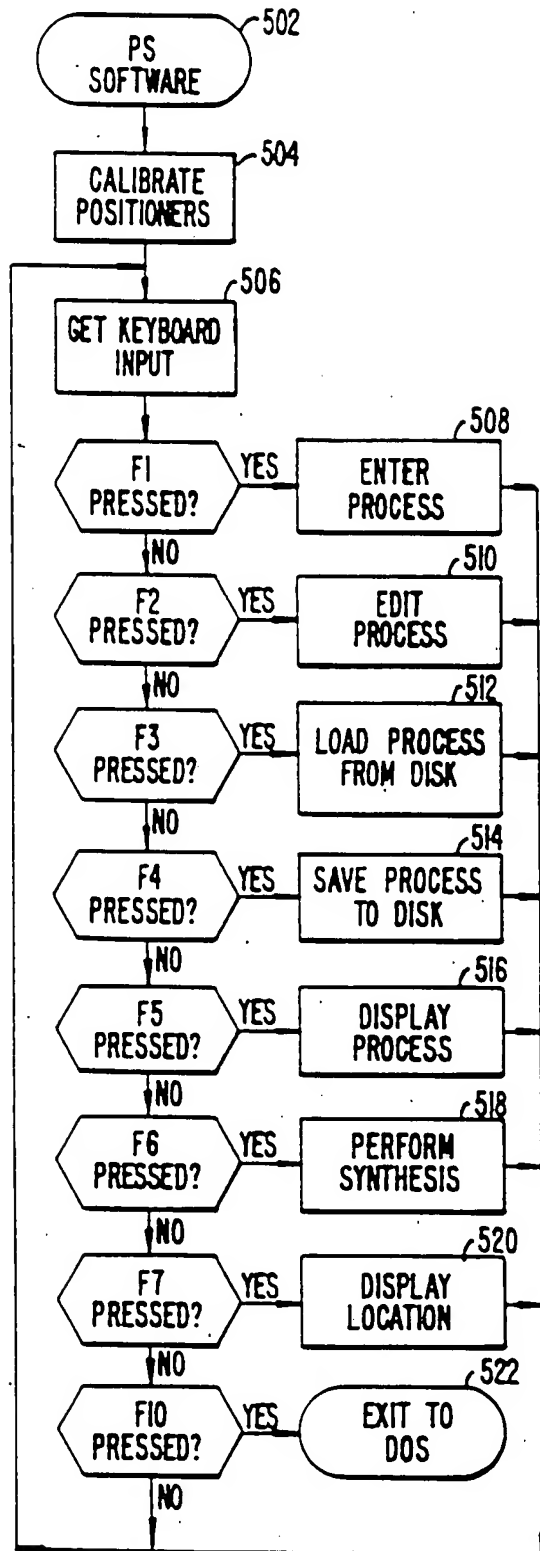 502
PS
SOFTWARE
504
CALIBRATE
POSITIONERS
506
GET KEYBOARD
INPUT
508
F1
PRESSED?
YES
ENTER
PROCESS
NO
510
F2
PRESSED?
YES
EDIT
PROCESS
NO
512
F3
PRESSED?
YES
LOAD PROCESS
FROM DISK
NO
514
F4
PRESSED?
YES
SAVE PROCESS
TO DISK
NO
516
F5
PRESSED?
YES
DISPLAY
PROCESS
NO
518
F6
PRESSED?
YES
PERFORM
SYNTHESIS
NO
520
F7
PRESSED?
YES
DISPLAY
LOCATION
NO
522
F10
PRESSED?
YES
EXIT TO
DOS
NO